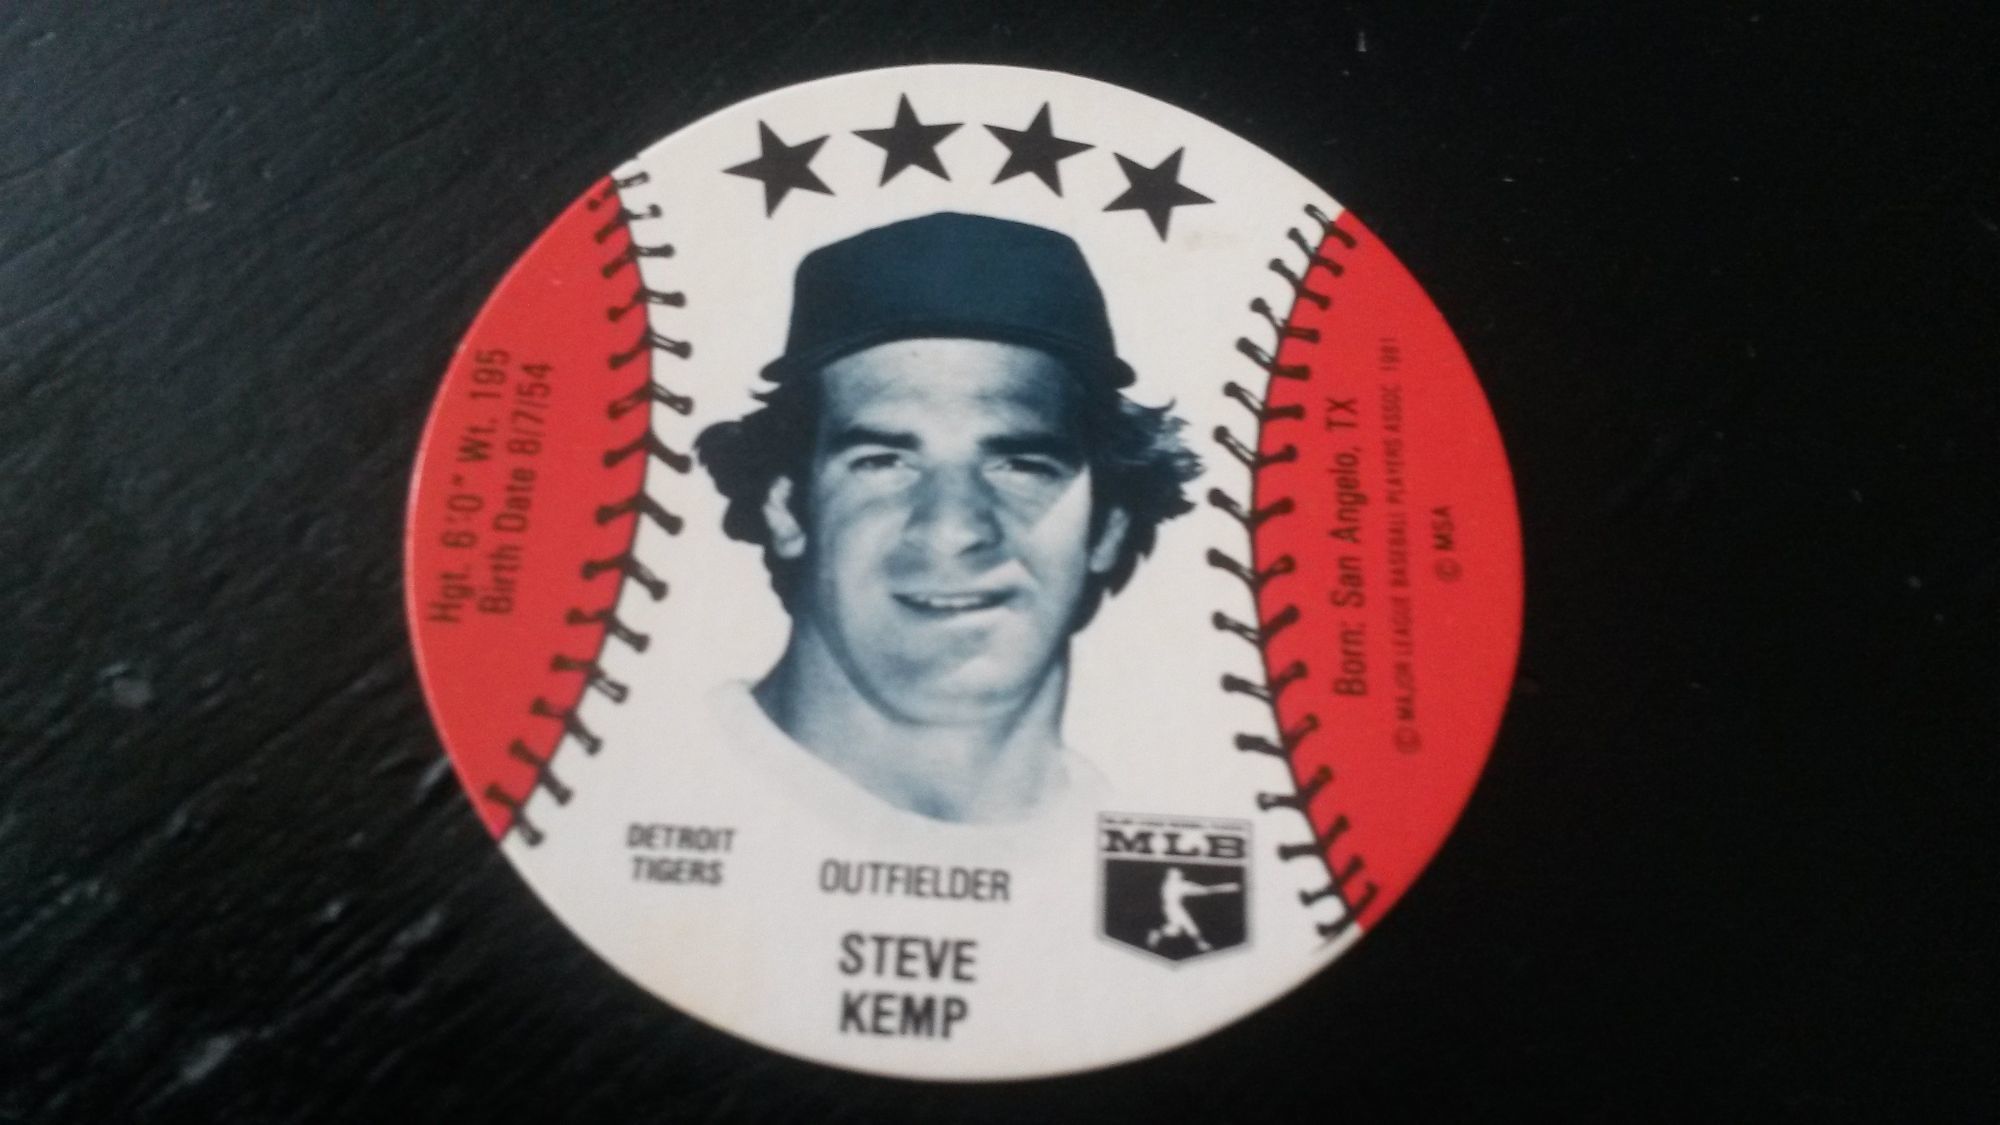 Hgt. 6'0" Wt. 195
Birth Date 8/7/54
Born: San Angelo, TX
© MAJOR LEAGUE BASEBALL PLAYERS ASSOC. 1981
© MSA
DETROIT
TIGERS
OUTFIELDER
STEVE
KEMP
MLB